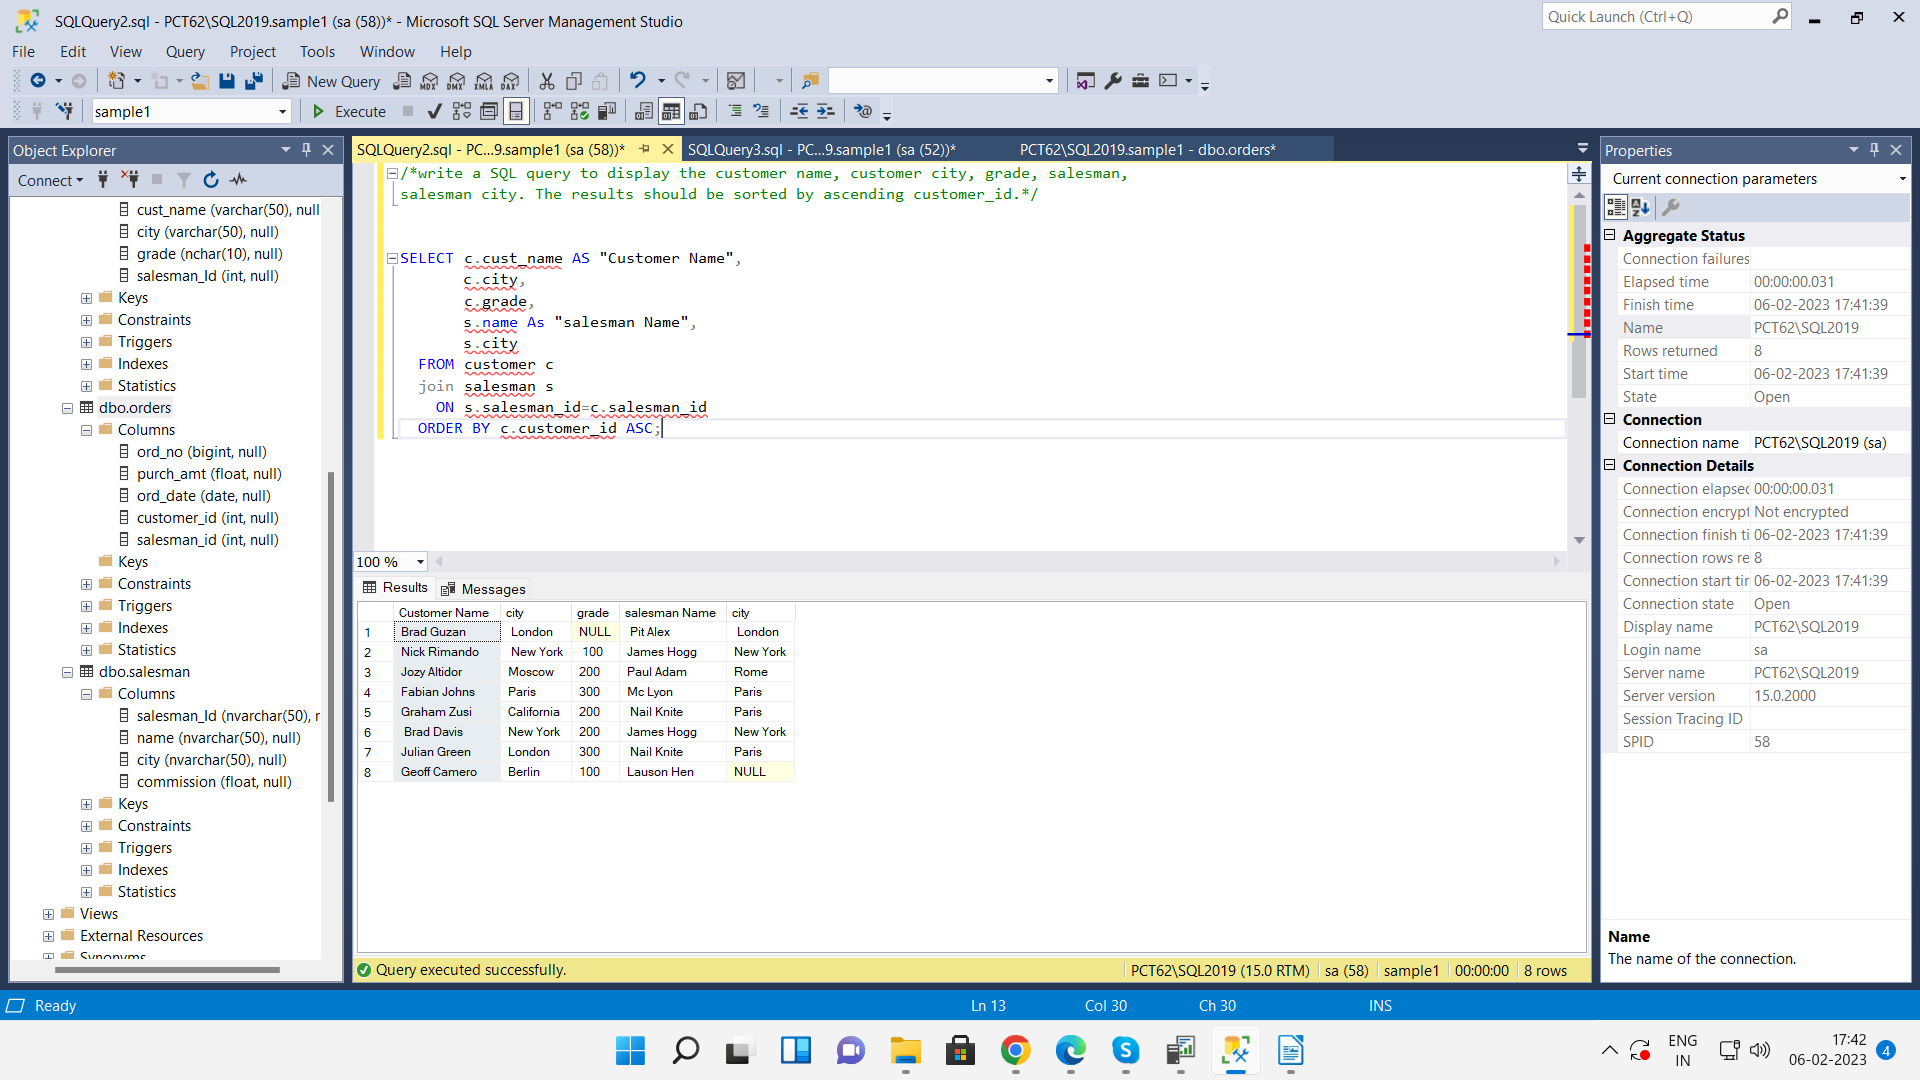 SQLQuery2.sql - PCT62\SQL2019.sample1 (sa (58))* - Microsoft SQL Server Management Studio
Quick Launch (Ctrl+Q)
File Edit View Query Project Tools Window Help
New Query MDX DMX XMLA DAX
sample1 Execute
Object Explorer
Connect
cust_name (varchar(50), null
city (varchar(50), null)
grade (nchar(10), null)
salesman_Id (int, null)
Keys
Constraints
Triggers
Indexes
Statistics
dbo.orders
Columns
ord_no (bigint, null)
purch_amt (float, null)
ord_date (date, null)
customer_id (int, null)
salesman_id (int, null)
Keys
Constraints
Triggers
Indexes
Statistics
dbo.salesman
Columns
salesman_Id (nvarchar(50), r
name (nvarchar(50), null)
city (nvarchar(50), null)
commission (float, null)
Keys
Constraints
Triggers
Indexes
Statistics
Views
External Resources
Synonyms
SQLQuery2.sql - PC...9.sample1 (sa (58))* SQLQuery3.sql - PC...9.sample1 (sa (52))* PCT62\SQL2019.sample1 - dbo.orders*
/*write a SQL query to display the customer name, customer city, grade, salesman,
salesman city. The results should be sorted by ascending customer_id.*/
SELECT c.cust_name AS "Customer Name",
c.city,
c.grade,
s.name As "salesman Name",
s.city
FROM customer c
join salesman s
ON s.salesman_id=c.salesman_id
ORDER BY c.customer_id ASC;
100 %
Results Messages
Customer Name city grade salesman Name city
1 Brad Guzan London NULL Pit Alex London
2 Nick Rimando New York 100 James Hogg New York
3 Jozy Altidor Moscow 200 Paul Adam Rome
4 Fabian Johns Paris 300 Mc Lyon Paris
5 Graham Zusi California 200 Nail Knite Paris
6 Brad Davis New York 200 James Hogg New York
7 Julian Green London 300 Nail Knite Paris
8 Geoff Camero Berlin 100 Lauson Hen NULL
Query executed successfully. PCT62\SQL2019 (15.0 RTM) sa (58) sample1 00:00:00 8 rows
Properties
Current connection parameters
Aggregate Status
Connection failures
Elapsed time 00:00:00.031
Finish time 06-02-2023 17:41:39
Name PCT62\SQL2019
Rows returned 8
Start time 06-02-2023 17:41:39
State Open
Connection
Connection name PCT62\SQL2019 (sa)
Connection Details
Connection elapsec 00:00:00.031
Connection encrypt Not encrypted
Connection finish ti 06-02-2023 17:41:39
Connection rows re 8
Connection start tir 06-02-2023 17:41:39
Connection state Open
Display name PCT62\SQL2019
Login name sa
Server name PCT62\SQL2019
Server version 15.0.2000
Session Tracing ID
SPID 58
Name
The name of the connection.
Ready Ln 13 Col 30 Ch 30 INS
ENG
IN
17:42
06-02-2023
4